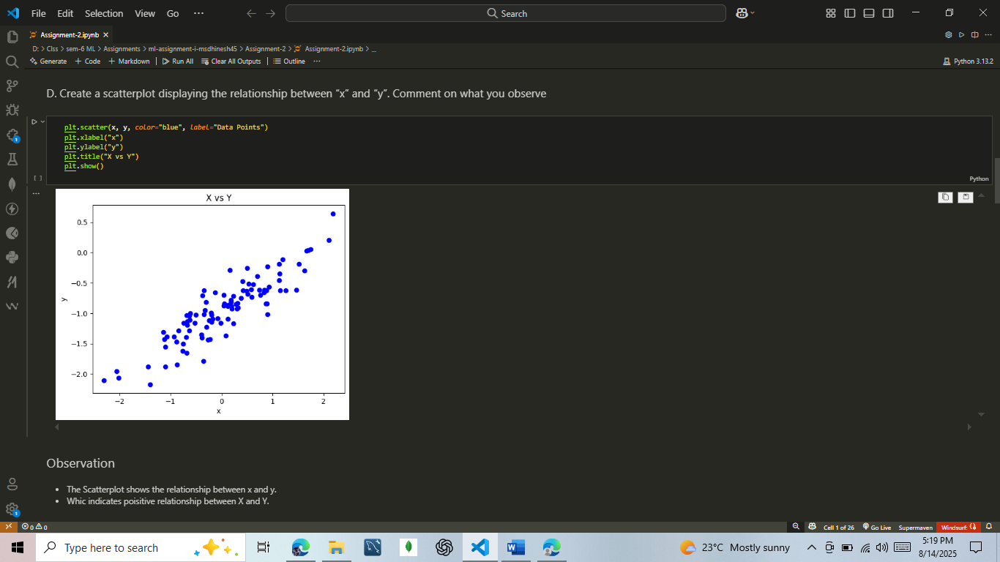 File Edit Selection View Go ··· Search
Assignment-2.ipynb
D: > Clss > sem-6 ML > Assignments > ml-assignment-i-msdhinesh45 > Assignment-2 > Assignment-2.ipynb > ...
Generate + Code + Markdown Run All Clear All Outputs Outline ··· Python 3.13.2
D. Create a scatterplot displaying the relationship between “x” and “y”. Comment on what you observe
plt.scatter(x, y, color="blue", label="Data Points")
plt.xlabel("x")
plt.ylabel("y")
plt.title("X vs Y")
plt.show()
[ ]
Python
X vs Y
0.5
0.0
−0.5
−1.0
−1.5
−2.0
y
−2 −1 0 1 2
x
Observation
• The Scatterplot shows the relationship between x and y.
• Whic indicates poisitive relationship between X and Y.
0 0 Cell 1 of 26 Go Live Supermaven Windsurf: {}
Type here to search 23°C Mostly sunny 5:19 PM
8/14/2025